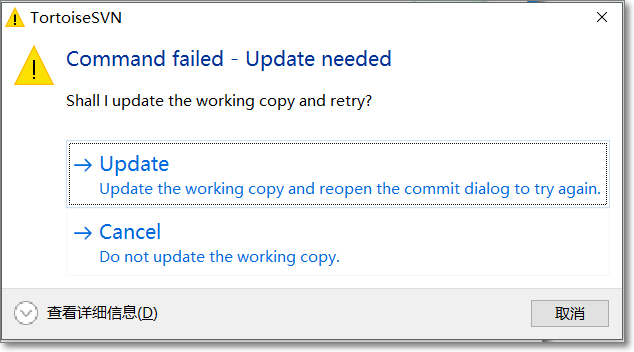 TortoiseSVN
Command failed - Update needed
Shall I update the working copy and retry?
Update
Update the working copy and reopen the commit dialog to try again.
Cancel
Do not update the working copy.
查看详细信息(D)
取消